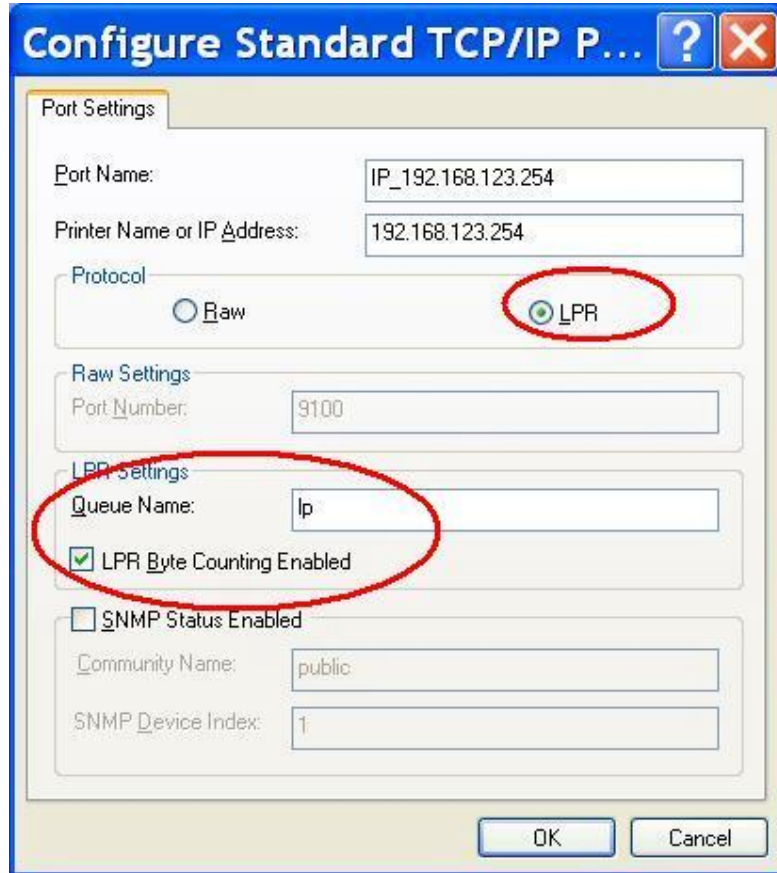 Configure Standard TCP/IP P...
Port Settings
Port Name: IP_192.168.123.254
Printer Name or IP Address: 192.168.123.254
Protocol
Raw LPR
Raw Settings
Port Number: 9100
LPR Settings
Queue Name: lp
LPR Byte Counting Enabled
SNMP Status Enabled
Community Name: public
SNMP Device Index: 1
OK Cancel